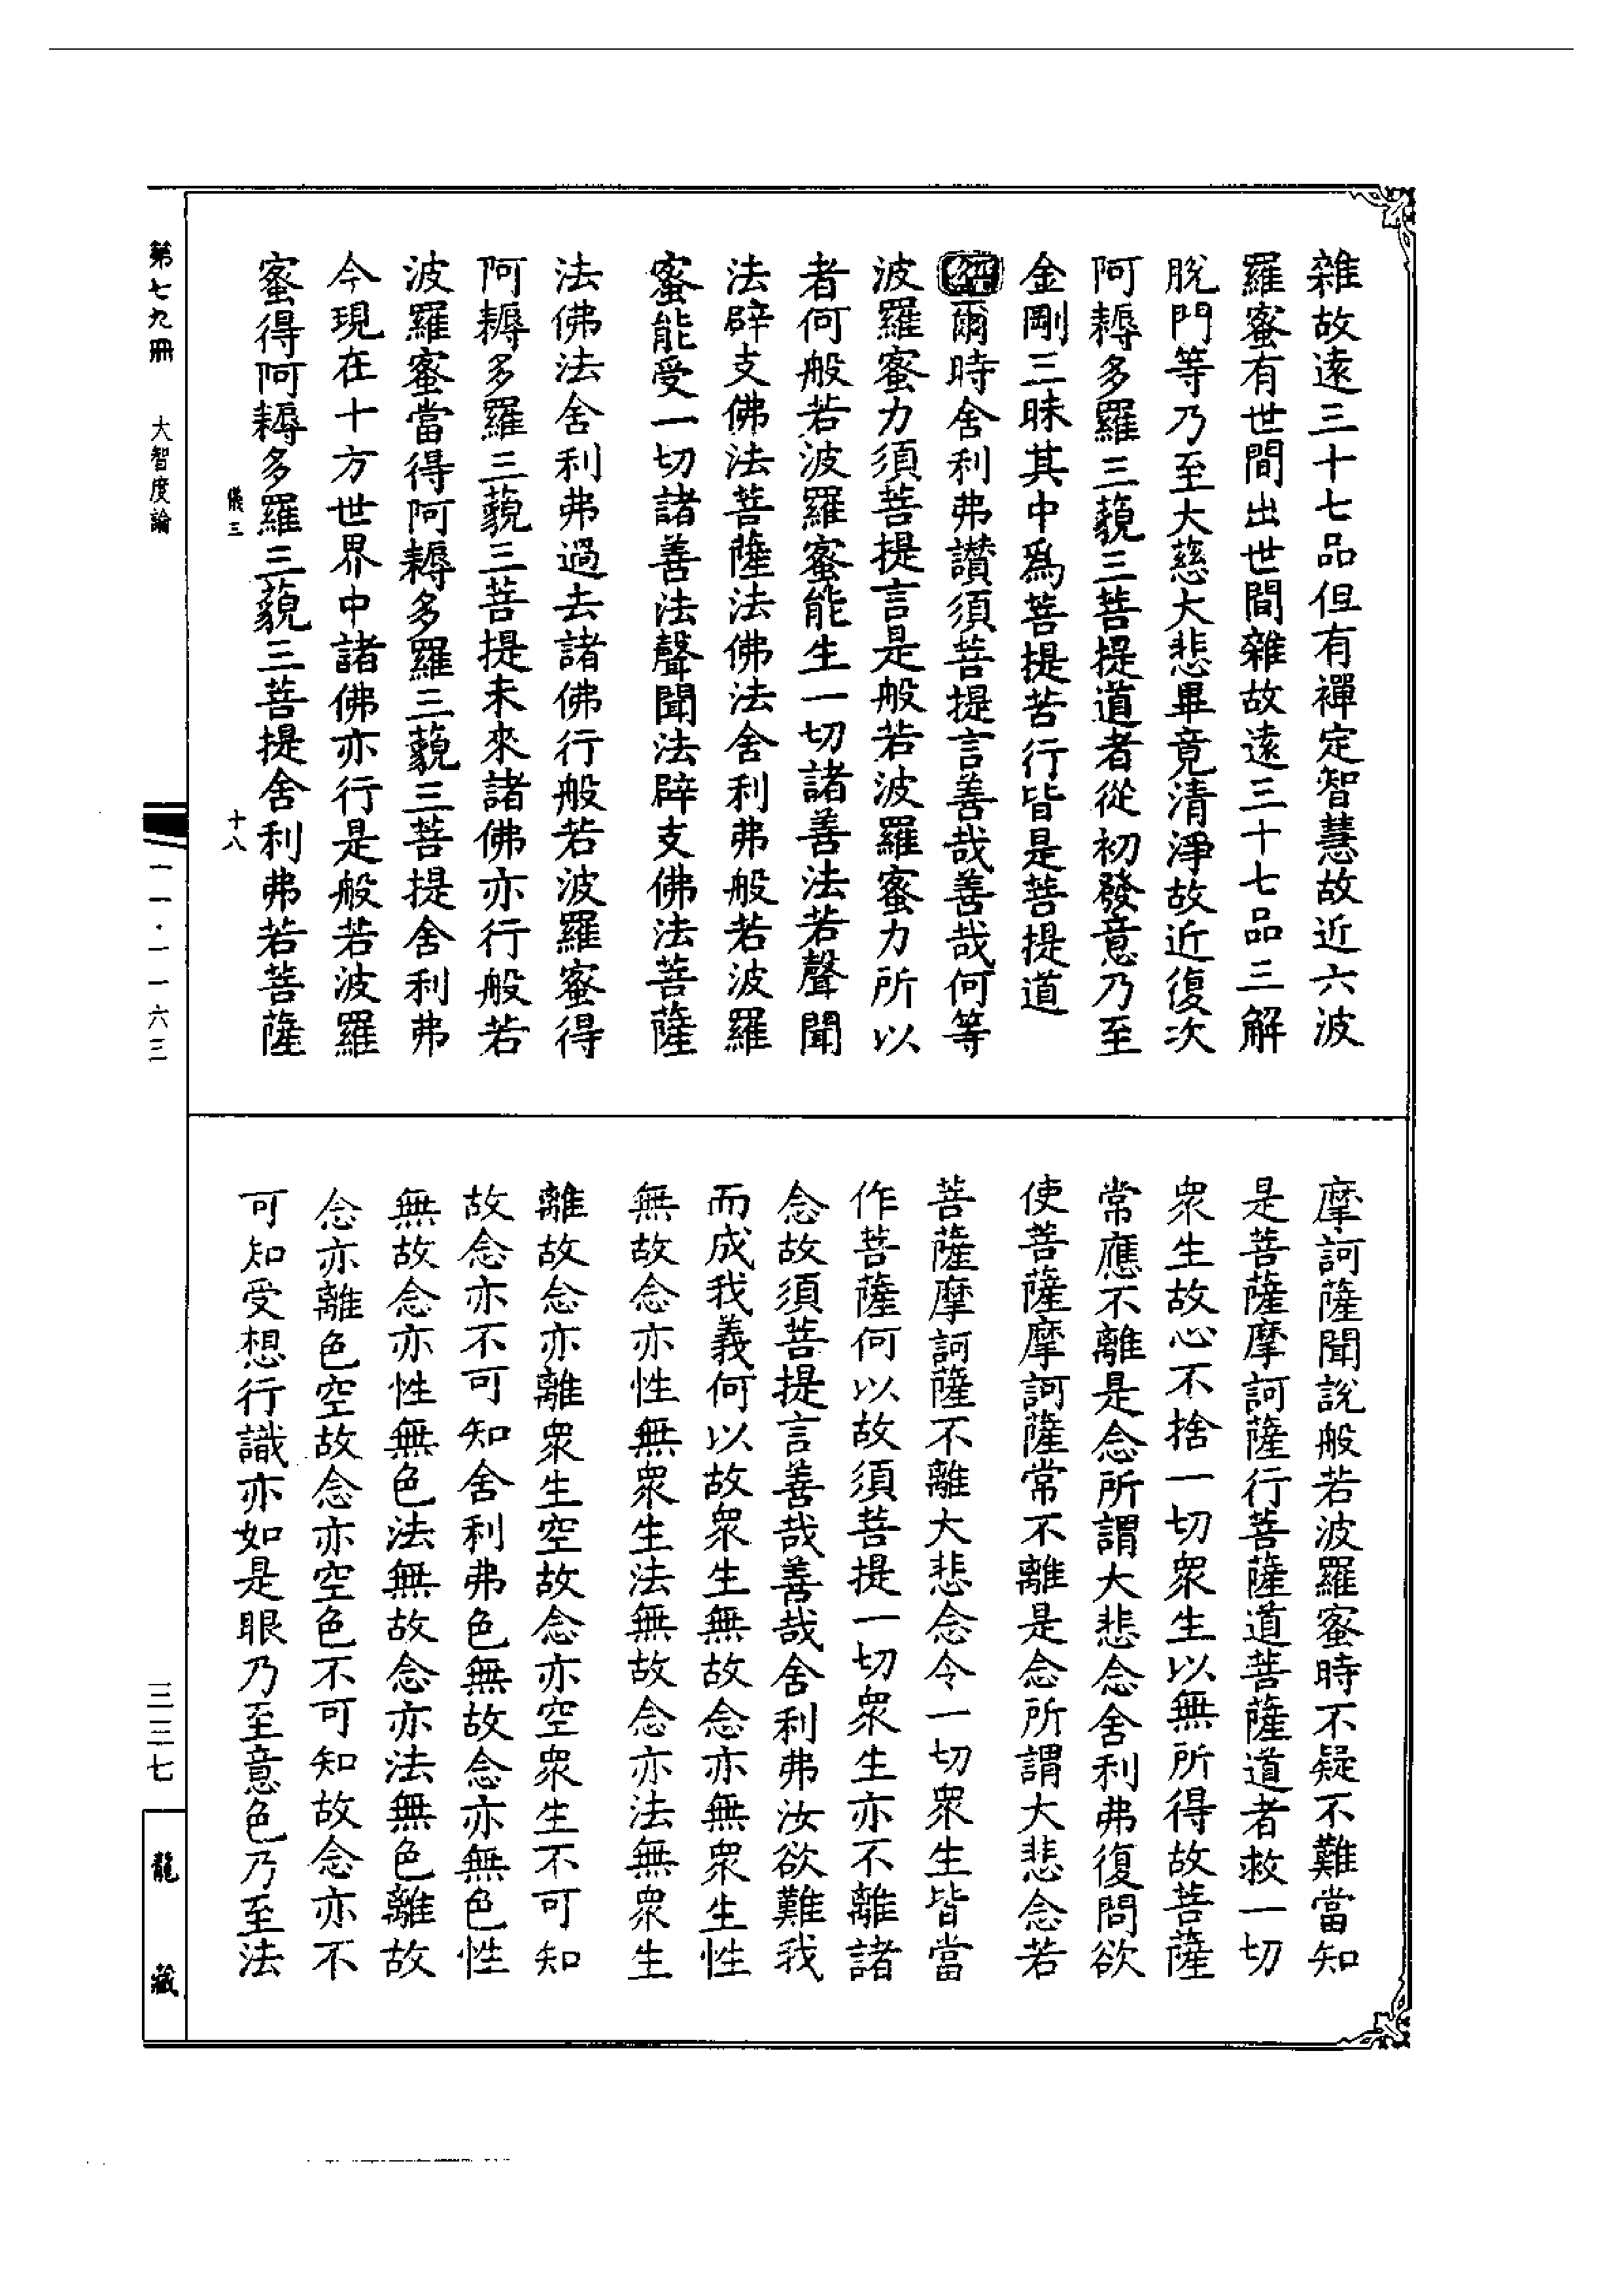 雜故遠三十七品但有禪定智慧故近六波
羅蜜有世間出世間雜故遠三十七品三解
脫門等乃至大慈大悲畢竟清淨故近復次
阿耨多羅三藐三菩提道者從初發意乃至
金剛三昧其中爲菩提苦行皆是菩提道
經爾時舍利弗讚須菩提言善哉善哉何等
波羅蜜力須菩提言是般若波羅蜜力所以
者何般若波羅蜜能生一切諸善法若聲聞
法辟支佛法菩薩法佛法舍利弗般若波羅
蜜能受一切諸善法聲聞法辟支佛法菩薩
法佛法舍利弗過去諸佛行般若波羅蜜得
阿耨多羅三藐三菩提未來諸佛亦行般若
波羅蜜當得阿耨多羅三藐三菩提舍利弗
今現在十方世界中諸佛亦行是般若波羅
蜜得阿耨多羅三藐三菩提舍利弗若菩薩
儀三 十八
摩訶薩聞說般若波羅蜜時不疑不難當知
是菩薩摩訶薩行菩薩道菩薩道者救一切
衆生故心不捨一切衆生以無所得故菩薩
常應不離是念所謂大悲念舍利弗復問欲
使菩薩摩訶薩常不離是念所謂大悲念若
菩薩摩訶薩不離大悲念令一切衆生皆當
作菩薩何以故須菩提一切衆生亦不離諸
念故須菩提言善哉善哉舍利弗汝欲難我
而成我義何以故衆生無故念亦無衆生性
無故念亦性無衆生法無故念亦法無衆生
離故念亦離衆生空故念亦空衆生不可知
故念亦不可知舍利弗色無故念亦無色性
無故念亦性無色法無故念亦法無色離故
念亦離色空故念亦空色不可知故念亦不
可知受想行識亦如是眼乃至意色乃至法
第七九冊 大智度論
一一·一一六三
三三七
龍藏